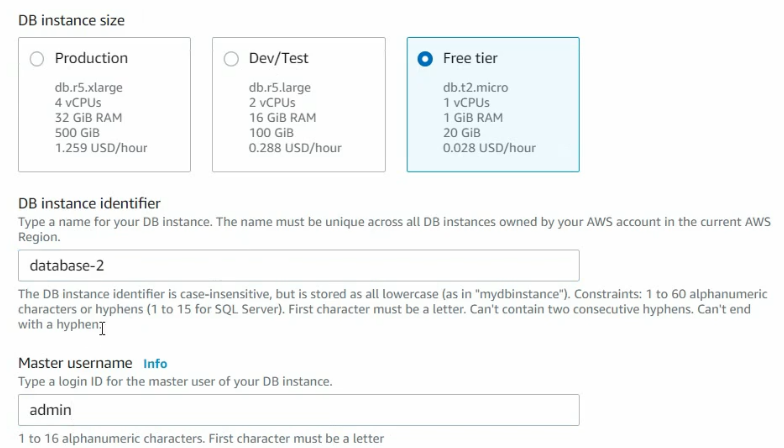 DB instance size
Production
db.r5.xlarge
4 vCPUs
32 GiB RAM
500 GiB
1.259 USD/hour
Dev/Test
db.r5.large
2 vCPUs
16 GiB RAM
100 GiB
0.288 USD/hour
Free tier
db.t2.micro
1 vCPUs
1 GiB RAM
20 GiB
0.028 USD/hour
DB instance identifier
Type a name for your DB instance. The name must be unique across all DB instances owned by your AWS account in the current AWS
Region.
database-2
The DB instance identifier is case-insensitive, but is stored as all lowercase (as in "mydbinstance"). Constraints: 1 to 60 alphanumeric
characters or hyphens (1 to 15 for SQL Server). First character must be a letter. Can't contain two consecutive hyphens. Can't end
with a hyphen.
Master username Info
Type a login ID for the master user of your DB instance.
admin
1 to 16 alphanumeric characters. First character must be a letter